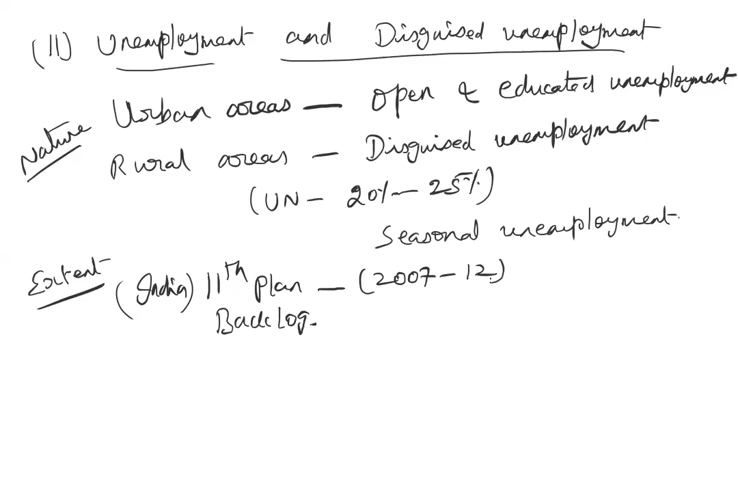 (11) Unemployment and Disguised unemployment
Nature Urban areas — open & educated unemployment
Rural areas — Disguised unemployment
(UN - 20% - 25%)
Seasonal unemployment.
Extent (India) 11th Plan — (2007-12)
Backlog.